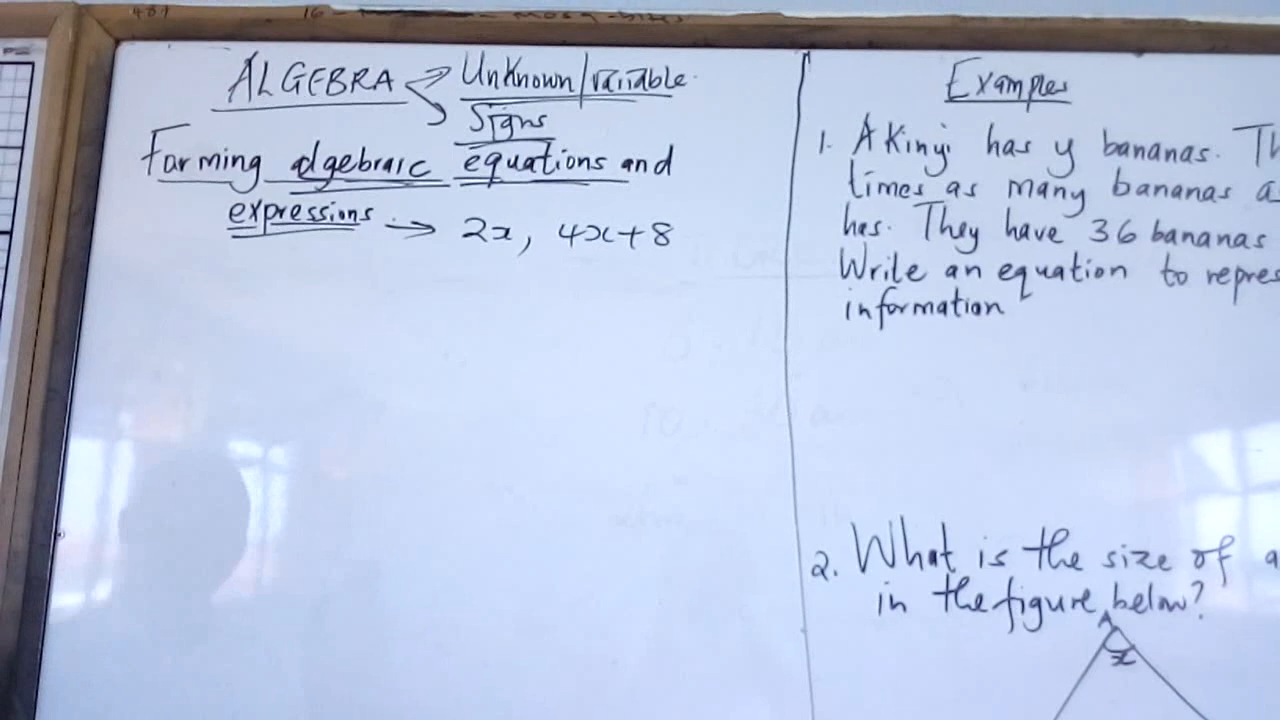 ALGEBRA
Unknown/variable
Signs
Farming algebraic equations and
expressions → 2x, 4x+8
Examples
1. Akinyi has y bananas. Th
times as many bananas a
has. They have 36 bananas
Write an equation to repres
information
2. What is the size of a
in the figure below?
A
x